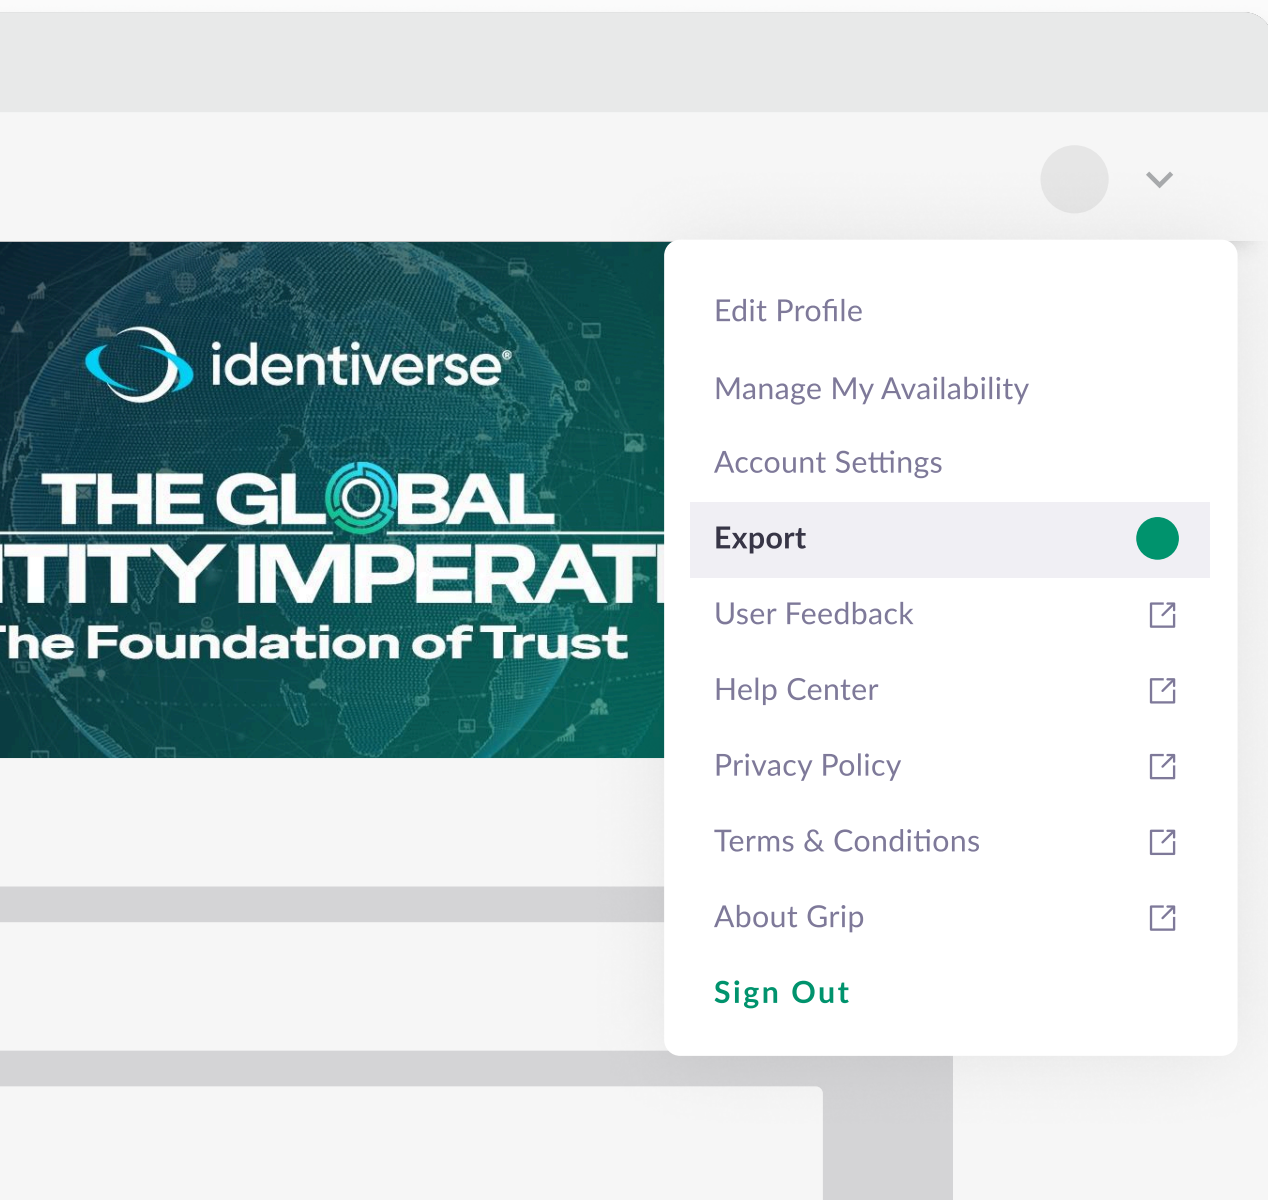 identiverse®
THE GLOBAL
TITY IMPERATI
The Foundation of Trust
Edit Profile
Manage My Availability
Account Settings
Export
User Feedback
Help Center
Privacy Policy
Terms & Conditions
About Grip
Sign Out